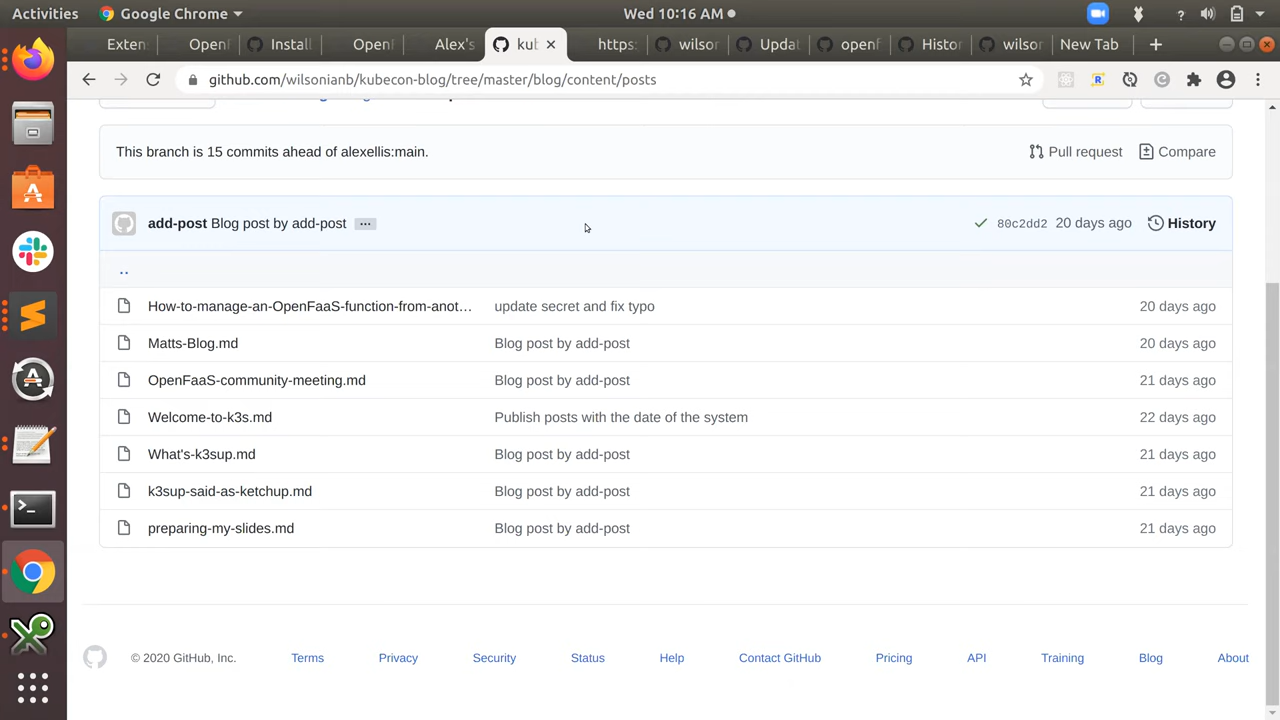 Activities
Google Chrome
Wed 10:16 AM
Exten
OpenF
Install
OpenF
Alex's
kub
https:
wilsor
Updat
openf
Histor
wilsor
New Tab
github.com/wilsonianb/kubecon-blog/tree/master/blog/content/posts
This branch is 15 commits ahead of alexellis:main.
Pull request
Compare
add-post Blog post by add-post
80c2dd2 20 days ago
History
..
How-to-manage-an-OpenFaaS-function-from-anot…
update secret and fix typo
20 days ago
Matts-Blog.md
Blog post by add-post
20 days ago
OpenFaaS-community-meeting.md
Blog post by add-post
21 days ago
Welcome-to-k3s.md
Publish posts with the date of the system
22 days ago
What's-k3sup.md
Blog post by add-post
21 days ago
k3sup-said-as-ketchup.md
Blog post by add-post
21 days ago
preparing-my-slides.md
Blog post by add-post
21 days ago
© 2020 GitHub, Inc.
Terms
Privacy
Security
Status
Help
Contact GitHub
Pricing
API
Training
Blog
About